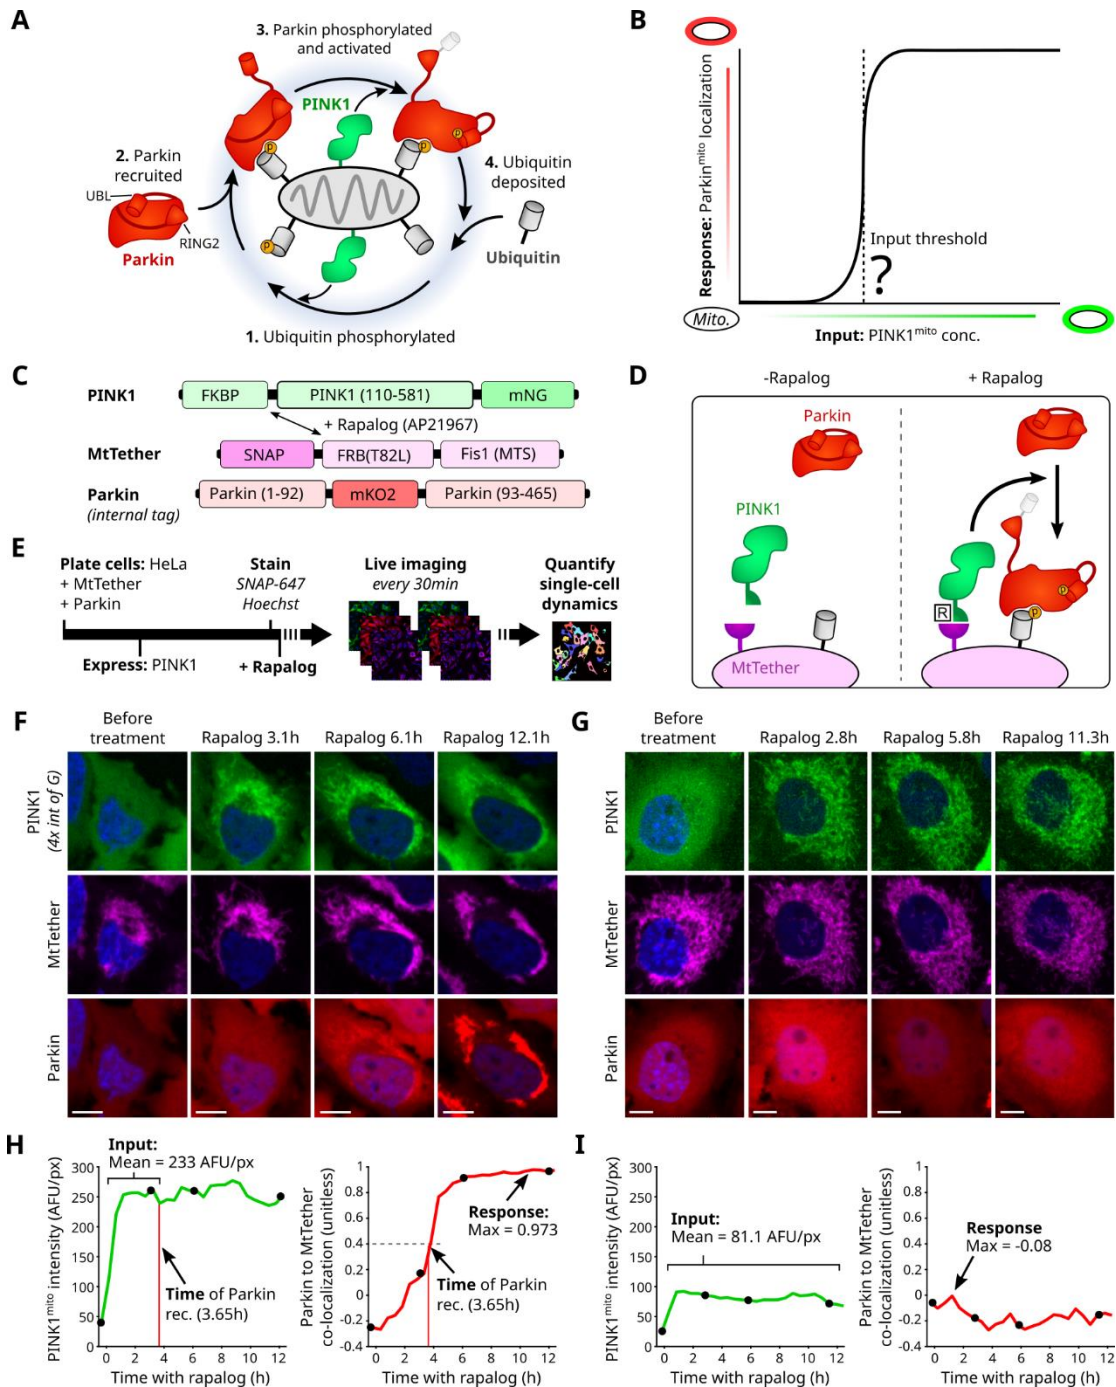 A
3. Parkin phosphorylated
and activated
PINK1
2. Parkin
recruited
UBL
RING2
Parkin
4. Ubiquitin
deposited
Ubiquitin
1. Ubiquitin phosphorylated
P
P
P
P
B
Response: Parkin^mito localization
Input threshold
?
Mito.
Input: PINK1^mito conc.
C
PINK1
FKBP
PINK1 (110-581)
mNG
+ Rapalog (AP21967)
MtTether
SNAP
FRB(T82L)
Fis1 (MTS)
Parkin
(internal tag)
Parkin (1-92)
mKO2
Parkin (93-465)
D
-Rapalog
+ Rapalog
Parkin
PINK1
R
P
P
MtTether
E
Plate cells: HeLa
+ MtTether
+ Parkin
Stain
SNAP-647
Hoechst
Live imaging
every 30min
Quantify
single-cell
dynamics
Express: PINK1
+ Rapalog
F
Before
treatment
Rapalog 3.1h
Rapalog 6.1h
Rapalog 12.1h
PINK1
(4x int of G)
MtTether
Parkin
G
Before
treatment
Rapalog 2.8h
Rapalog 5.8h
Rapalog 11.3h
PINK1
MtTether
Parkin
H
Input:
Mean = 233 AFU/px
PINK1^mito intensity (AFU/px)
300
250
200
150
100
50
0
Time of Parkin
rec. (3.65h)
0 2 4 6 8 10 12
Time with rapalog (h)
Parkin to MtTether
co-localization (unitless)
1
0.8
0.6
0.4
0.2
0
-0.2
-0.4
Response:
Max = 0.973
Time of Parkin
rec. (3.65h)
0 2 4 6 8 10 12
Time with rapalog (h)
I
PINK1^mito intensity (AFU/px)
300
250
200
150
100
50
0
Input:
Mean = 81.1 AFU/px
0 2 4 6 8 10 12
Time with rapalog (h)
Parkin to MtTether
co-localization (unitless)
1
0.8
0.6
0.4
0.2
0
-0.2
-0.4
Response
Max = -0.08
0 2 4 6 8 10 12
Time with rapalog (h)